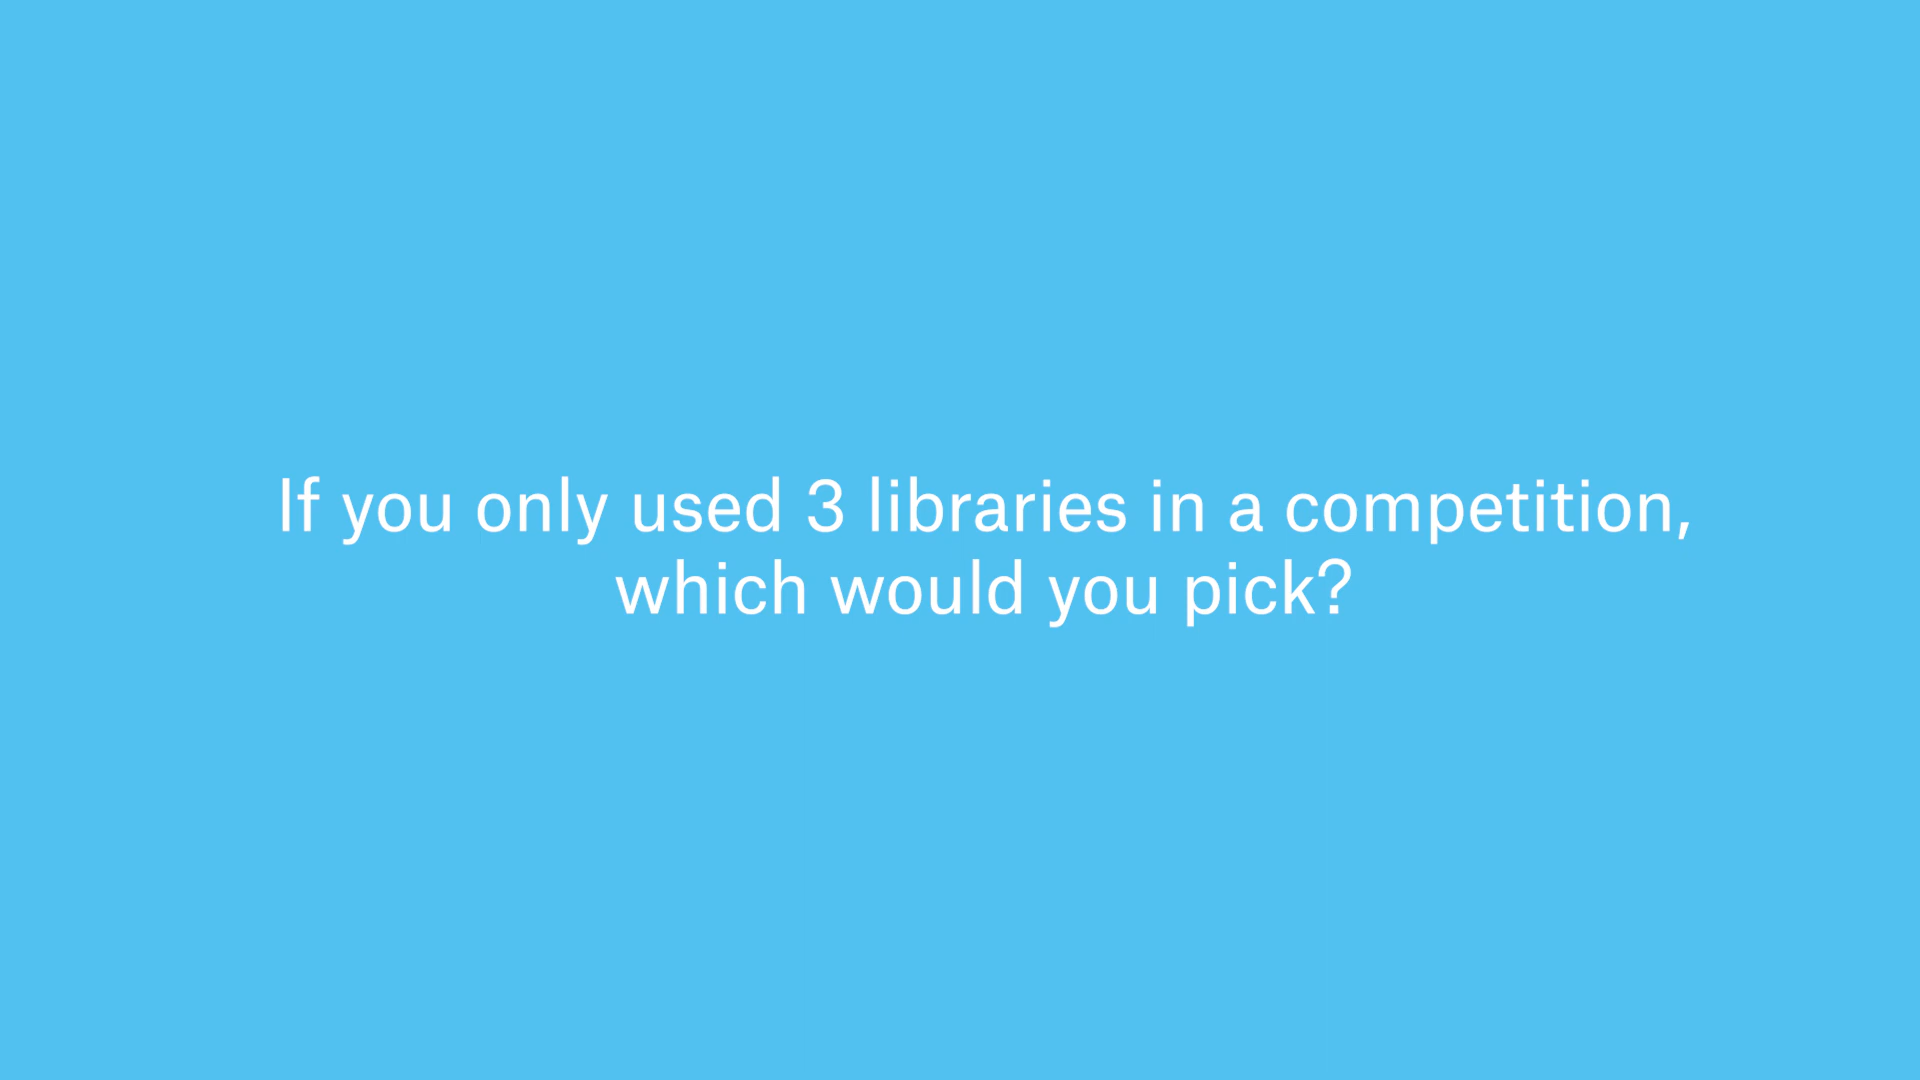 If you only used 3 libraries in a competition,
which would you pick?